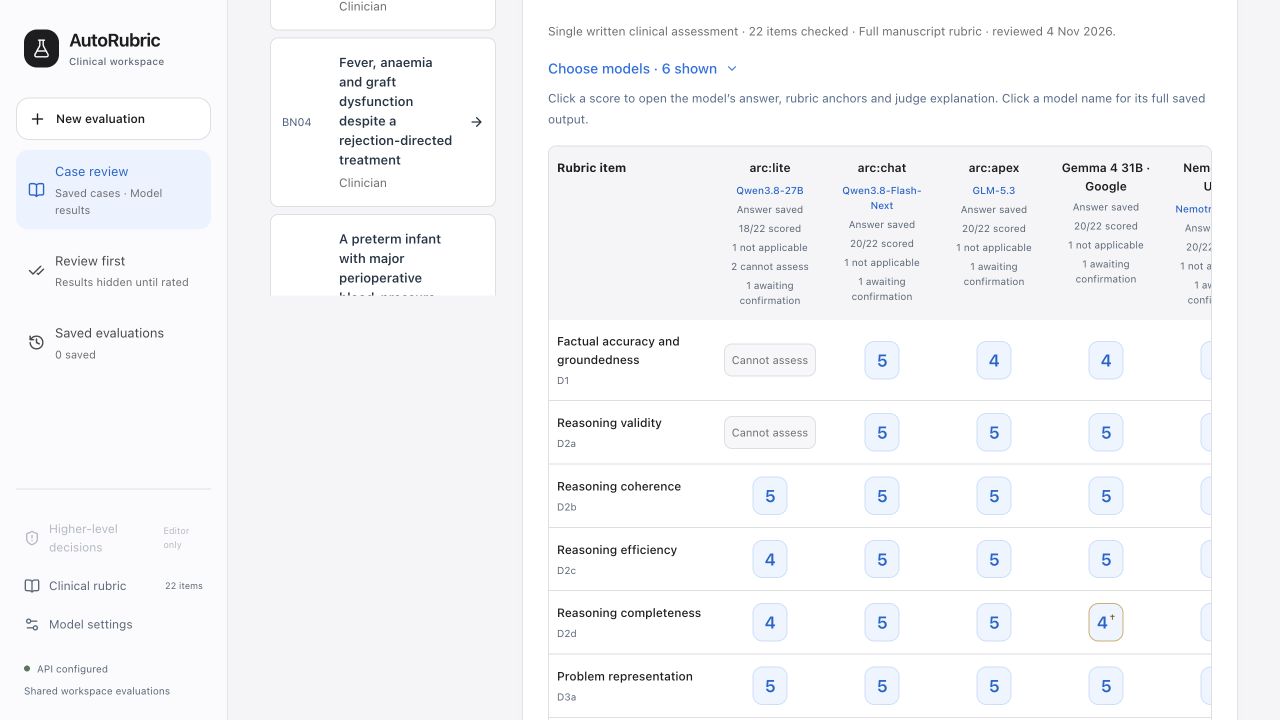 AutoRubric
Clinical workspace
New evaluation
Case review
Saved cases · Model
results
Review first
Results hidden until rated
Saved evaluations
0 saved
Higher-level
decisions
Editor
only
Clinical rubric
22 items
Model settings
API configured
Shared workspace evaluations
Clinician
BN04
Fever, anaemia
and graft
dysfunction
despite a
rejection-directed
treatment
Clinician
A preterm infant
with major
perioperative
Single written clinical assessment · 22 items checked · Full manuscript rubric · reviewed 4 Nov 2026.
Choose models · 6 shown
Click a score to open the model's answer, rubric anchors and judge explanation. Click a model name for its full saved
output.
Rubric item
arc:lite
Qwen3.8-27B
Answer saved
18/22 scored
1 not applicable
2 cannot assess
1 awaiting
confirmation
arc:chat
Qwen3.8-Flash-
Next
Answer saved
20/22 scored
1 not applicable
1 awaiting
confirmation
arc:apex
GLM-5.3
Answer saved
20/22 scored
1 not applicable
1 awaiting
confirmation
Gemma 4 31B ·
Google
Answer saved
20/22 scored
1 not applicable
1 awaiting
confirmation
Factual accuracy and
groundedness
D1
Cannot assess 5 4 4
Reasoning validity
D2a
Cannot assess 5 5 5
Reasoning coherence
D2b
5 5 5 5
Reasoning efficiency
D2c
4 5 5 5
Reasoning completeness
D2d
4 5 5 4†
Problem representation
D3a
5 5 5 5